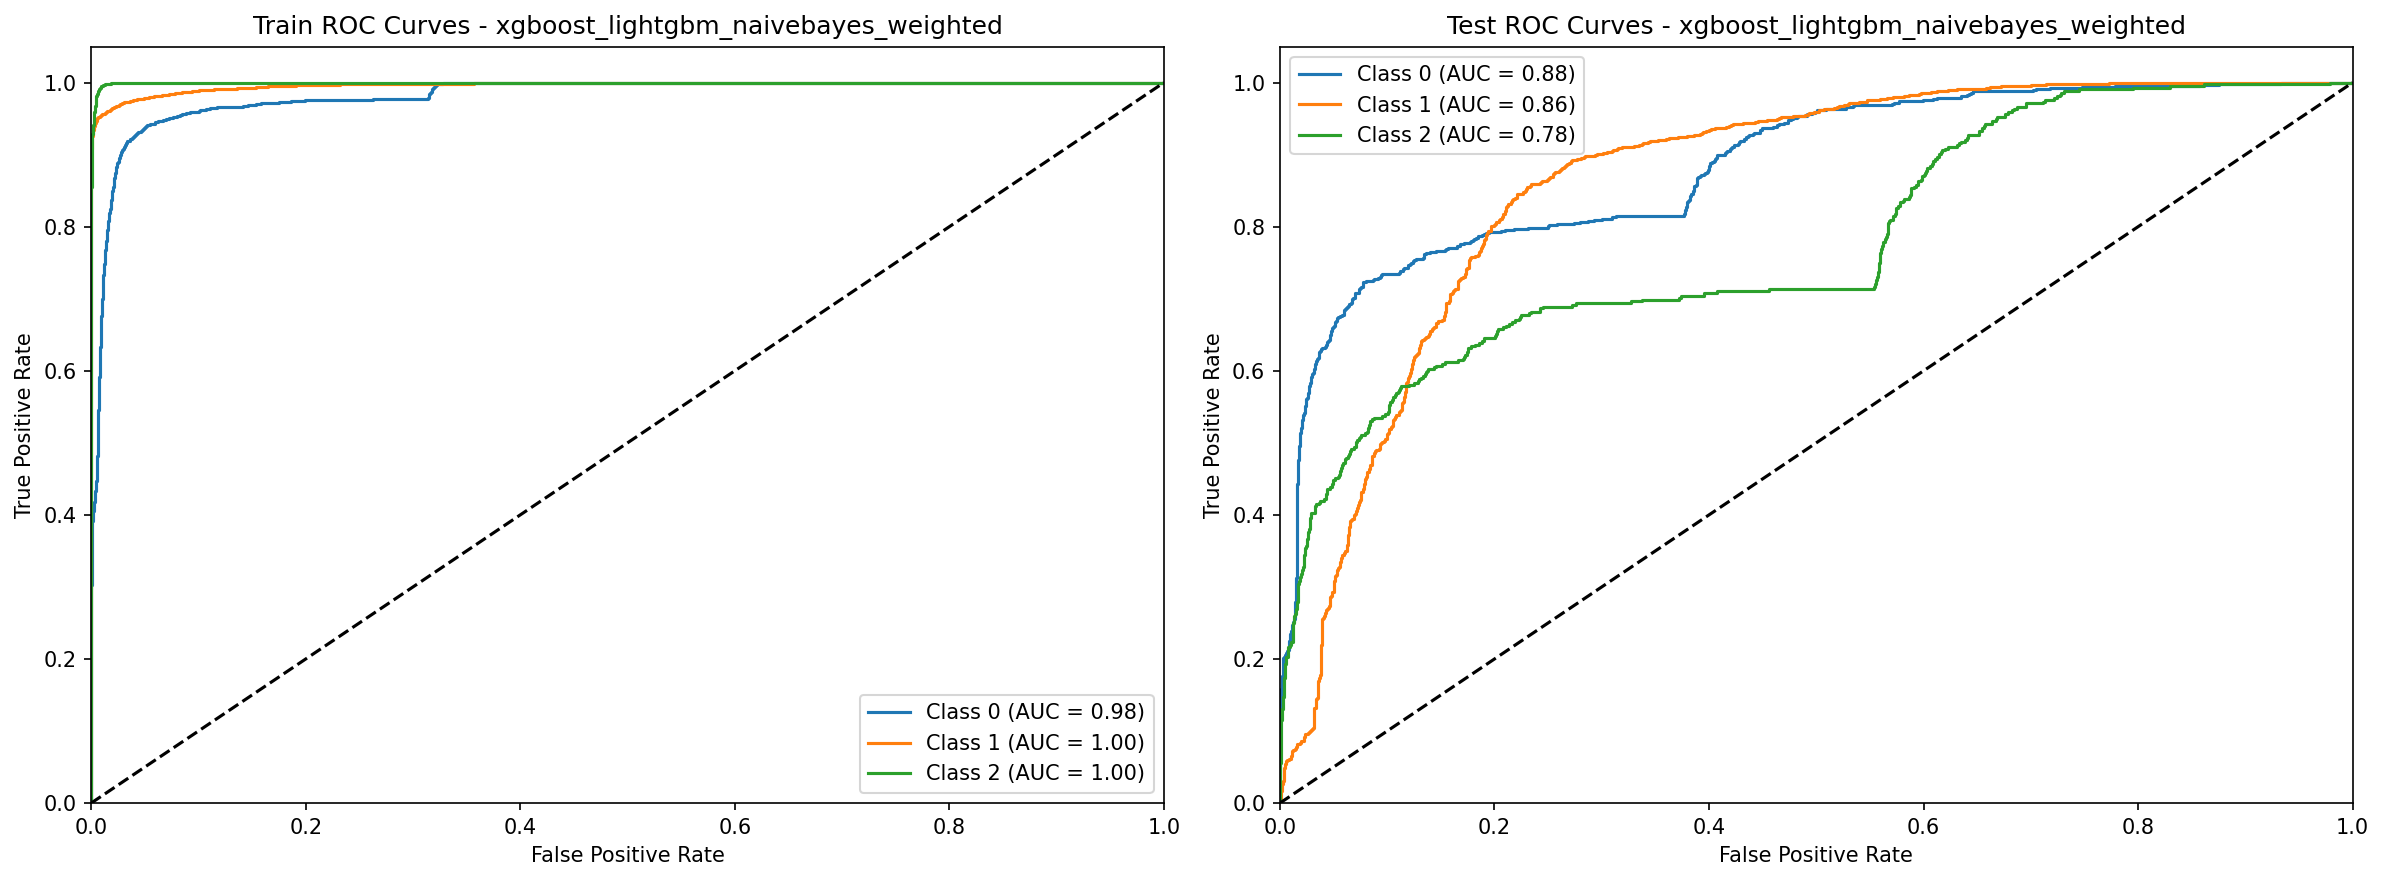 Train ROC Curves - xgboost_lightgbm_naivebayes_weighted
True Positive Rate
1.0
0.8
0.6
0.4
0.2
0.0
Class 0 (AUC = 0.98)
Class 1 (AUC = 1.00)
Class 2 (AUC = 1.00)
0.0 0.2 0.4 0.6 0.8 1.0
False Positive Rate
Test ROC Curves - xgboost_lightgbm_naivebayes_weighted
True Positive Rate
1.0
0.8
0.6
0.4
0.2
0.0
Class 0 (AUC = 0.88)
Class 1 (AUC = 0.86)
Class 2 (AUC = 0.78)
0.0 0.2 0.4 0.6 0.8 1.0
False Positive Rate